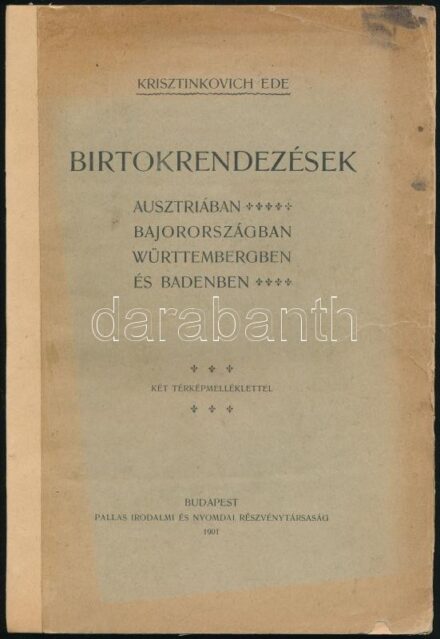 KRISZTINKOVICH EDE
BIRTOKRENDEZÉSEK
AUSZTRIÁBAN
BAJORORSZÁGBAN
WÜRTTEMBERGBEN
ÉS BADENBEN
darabanth
KÉT TÉRKÉPMELLÉKLETTEL
BUDAPEST
PALLAS IRODALMI ÉS NYOMDAI RÉSZVÉNYTÁRSASÁG
1901